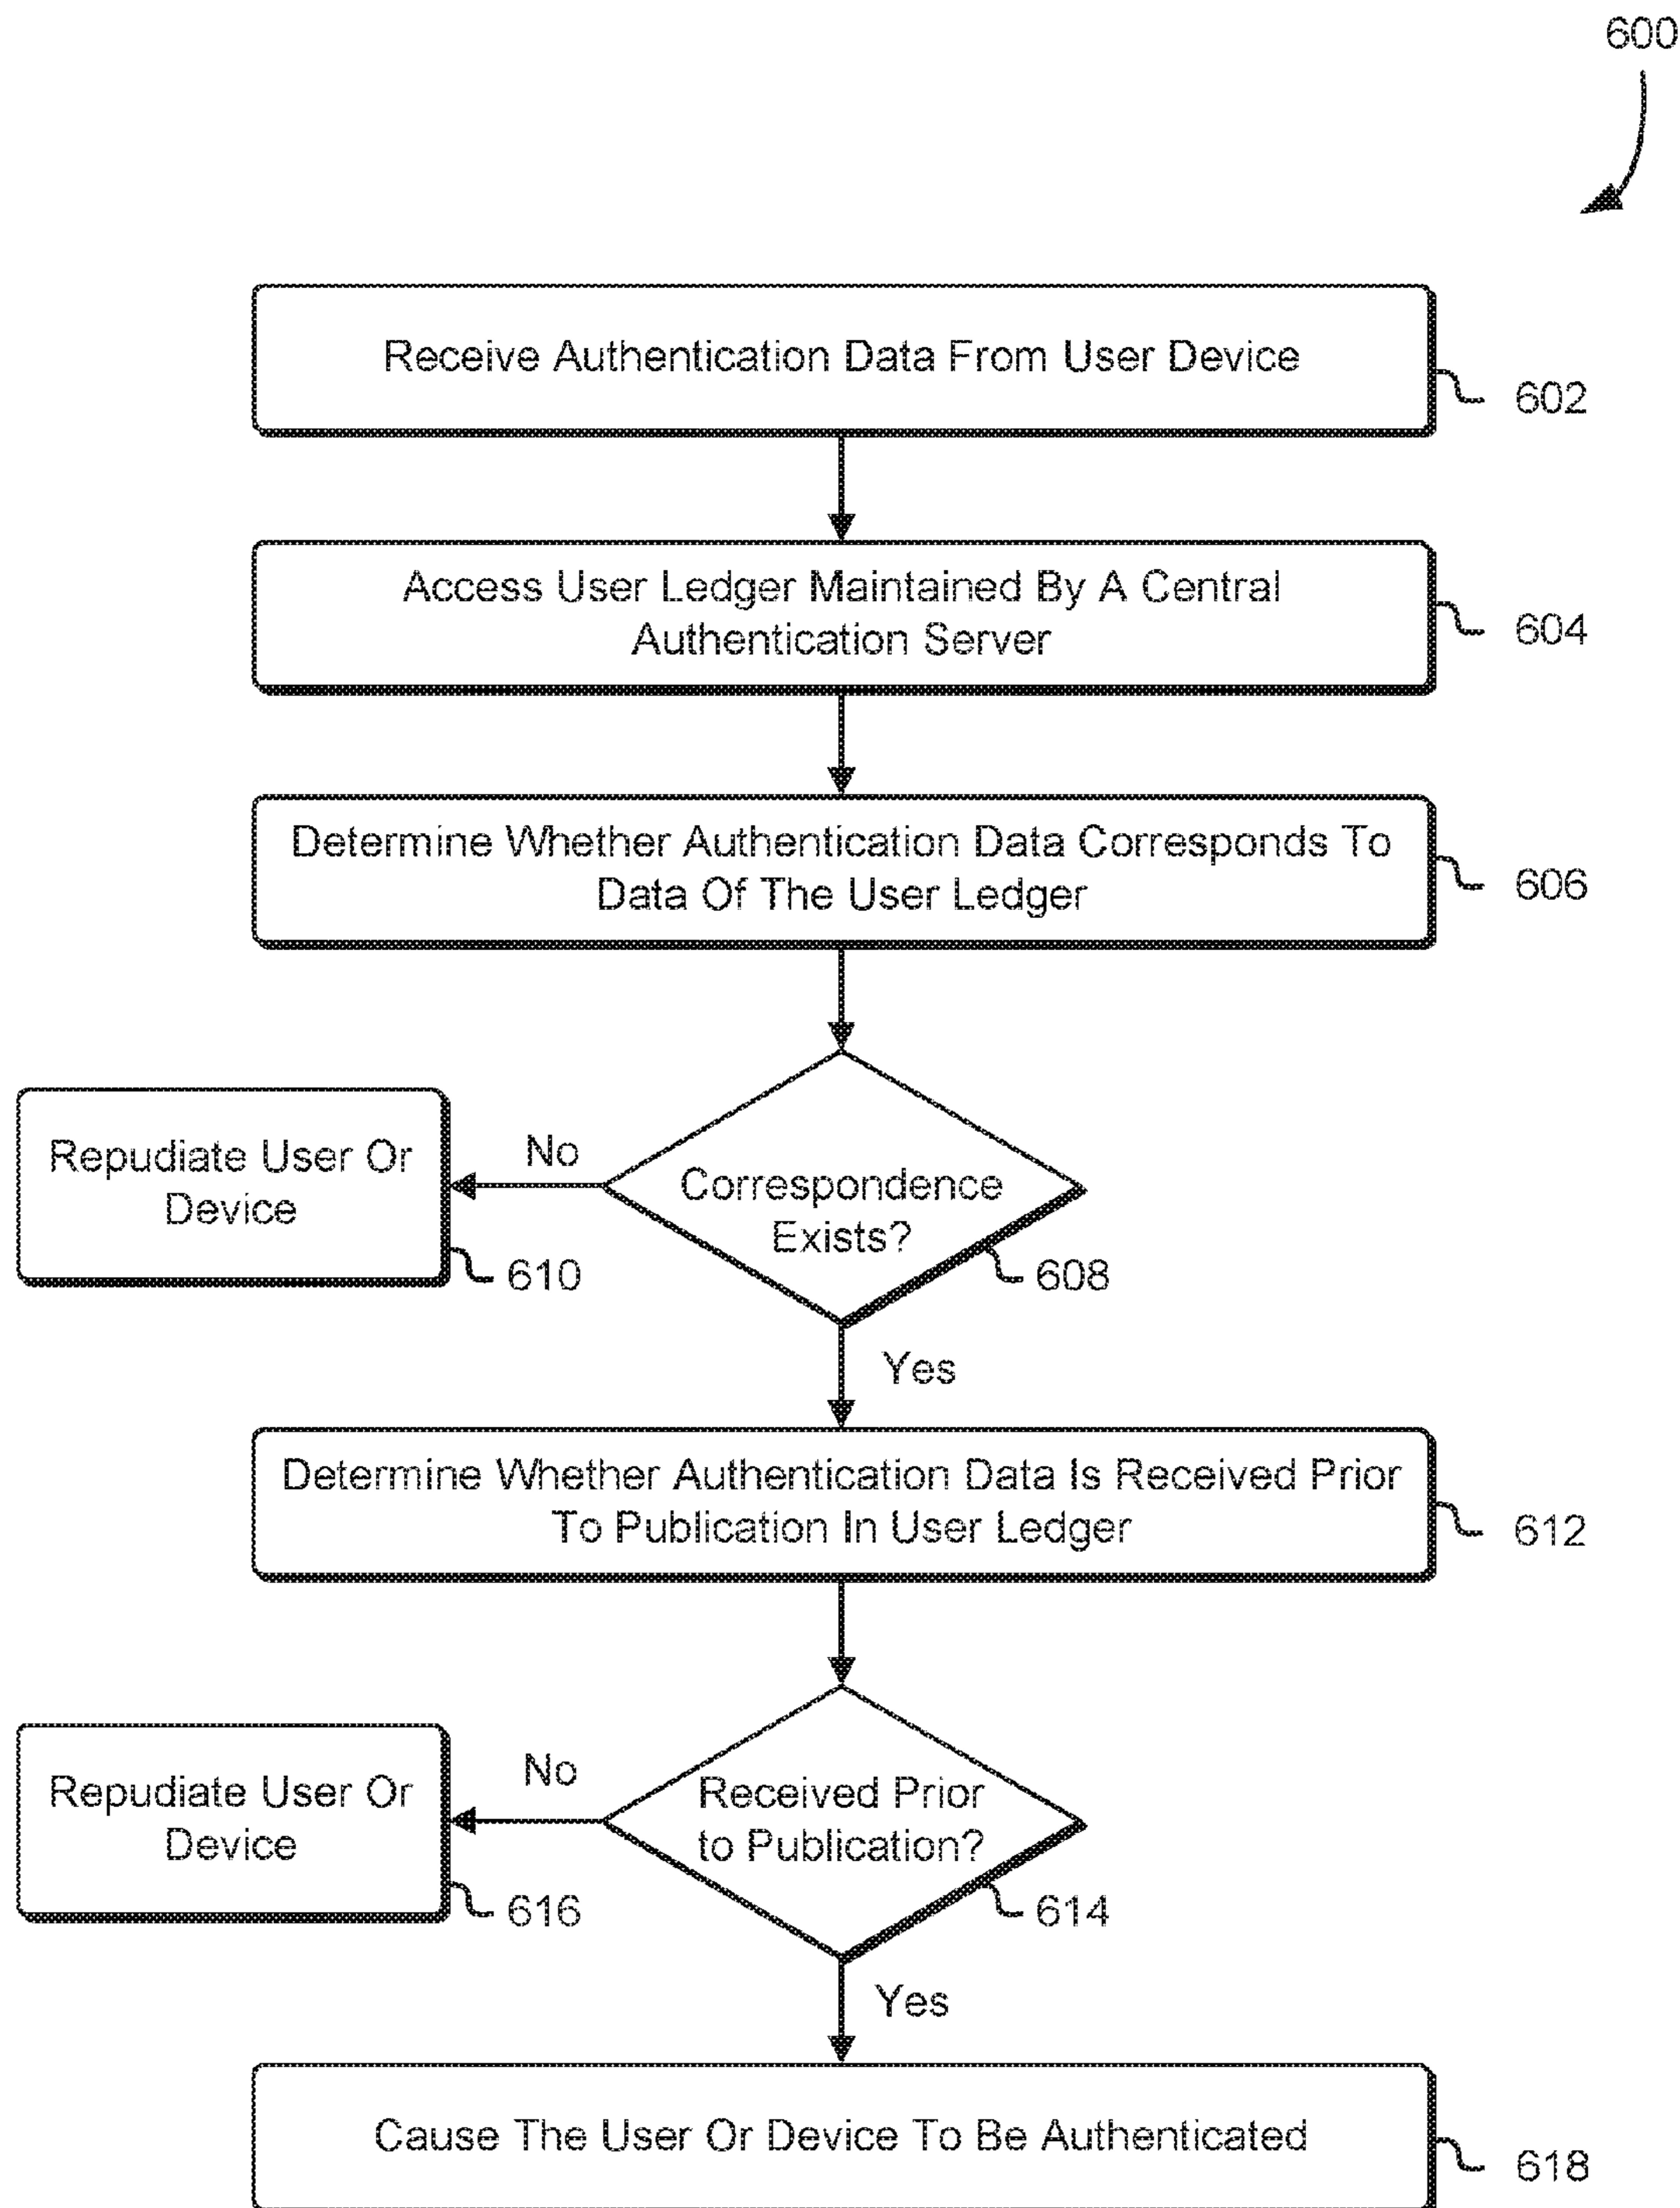 600
Receive Authentication Data From User Device
602
Access User Ledger Maintained By A Central
Authentication Server
604
Determine Whether Authentication Data Corresponds To
Data Of The User Ledger
606
Repudiate User Or
Device
610
No
Correspondence
Exists?
608
Yes
Determine Whether Authentication Data Is Received Prior
To Publication In User Ledger
612
Repudiate User Or
Device
616
No
Received Prior
to Publication?
614
Yes
Cause The User Or Device To Be Authenticated
618